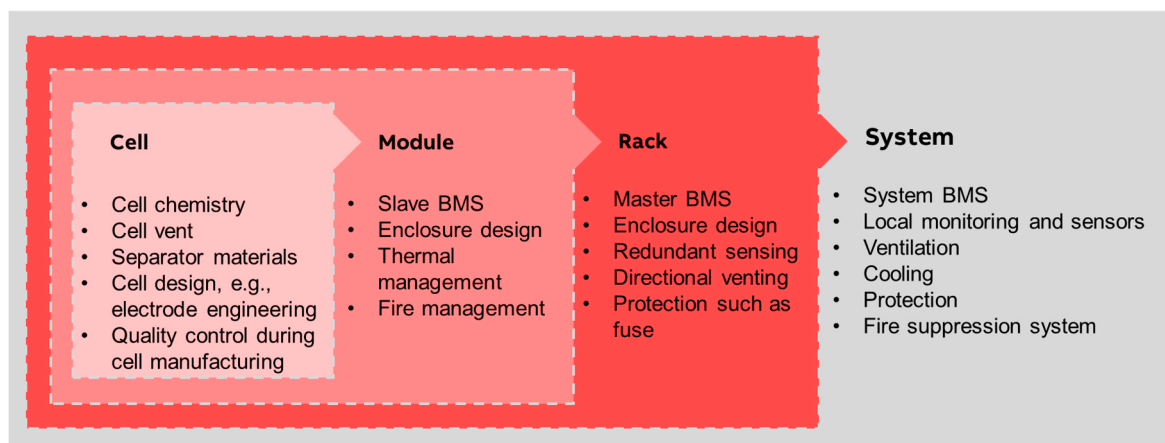 Cell
• Cell chemistry
• Cell vent
• Separator materials
• Cell design, e.g.,
electrode engineering
• Quality control during
cell manufacturing
Module
• Slave BMS
• Enclosure design
• Thermal
management
• Fire management
Rack
• Master BMS
• Enclosure design
• Redundant sensing
• Directional venting
• Protection such as
fuse
System
• System BMS
• Local monitoring and sensors
• Ventilation
• Cooling
• Protection
• Fire suppression system